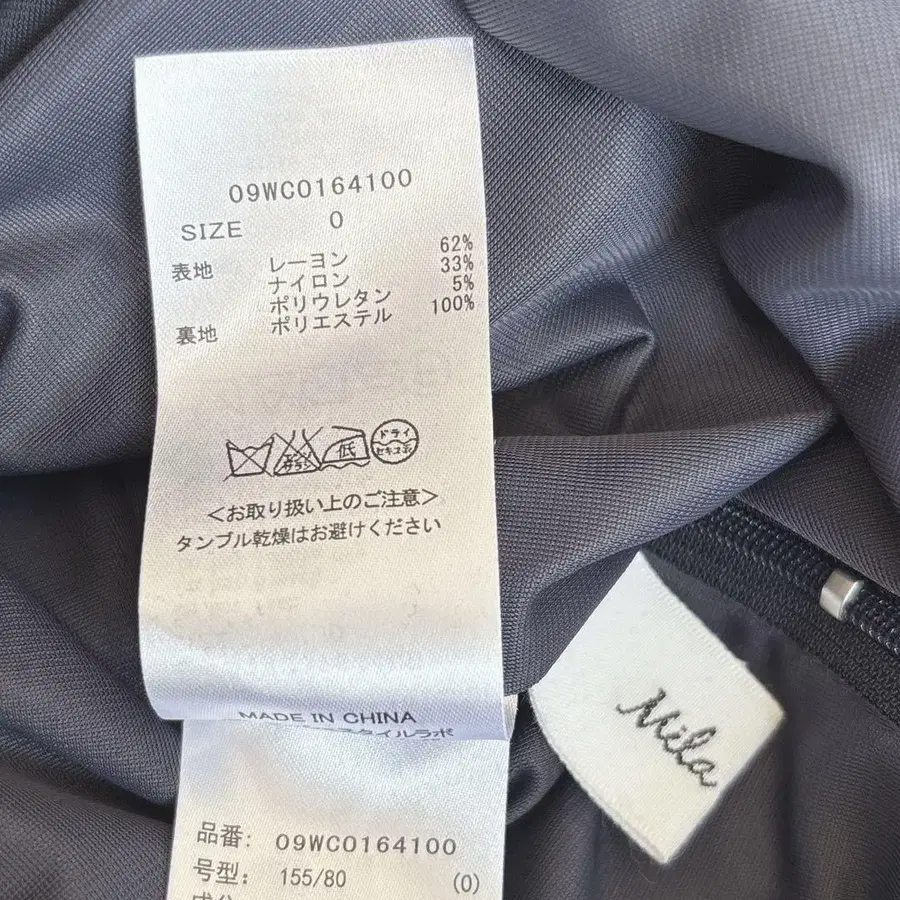 09WC0164100
SIZE 0
表地 レーヨン 62%
ナイロン 33%
ポリウレタン 5%
裏地 ポリエステル 100%
低
ドライ
セキユ系
<お取り扱い上のご注意>
タンブル乾燥はお避けください
MADE IN CHINA
スタイルラボ
品番: 09WC0164100
号型: 155/80 (0)
Mila